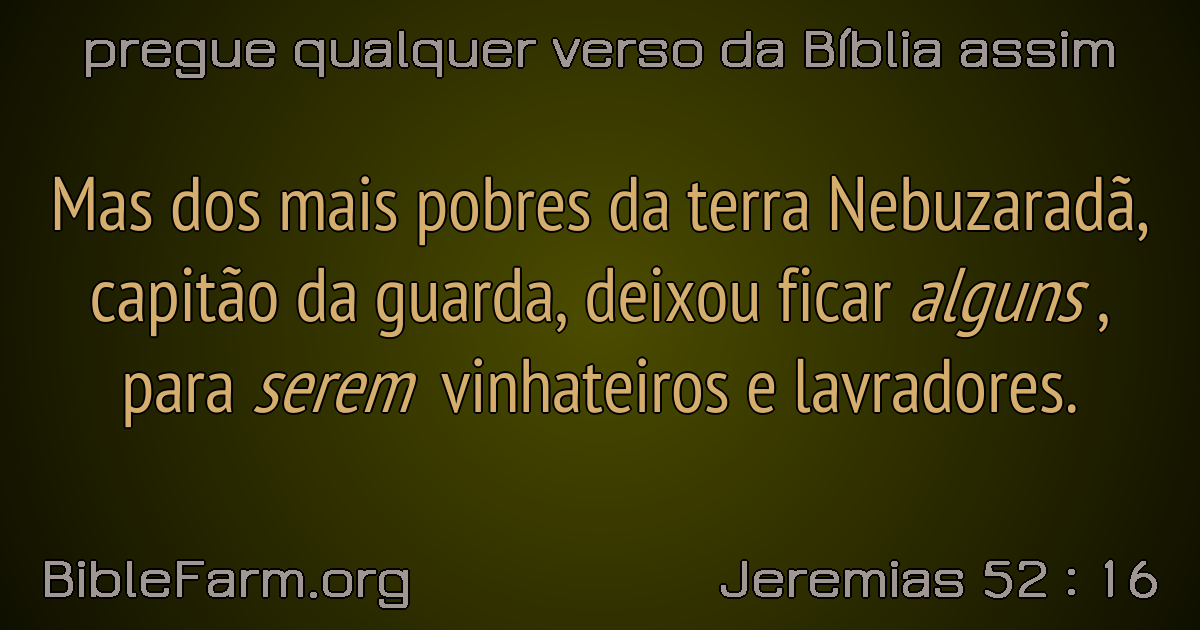 pregue qualquer verso da Bíblia assim
Mas dos mais pobres da terra Nebuzaradã,
capitão da guarda, deixou ficar alguns ,
para serem vinhateiros e lavradores.
BibleFarm.org
Jeremias 52 : 16